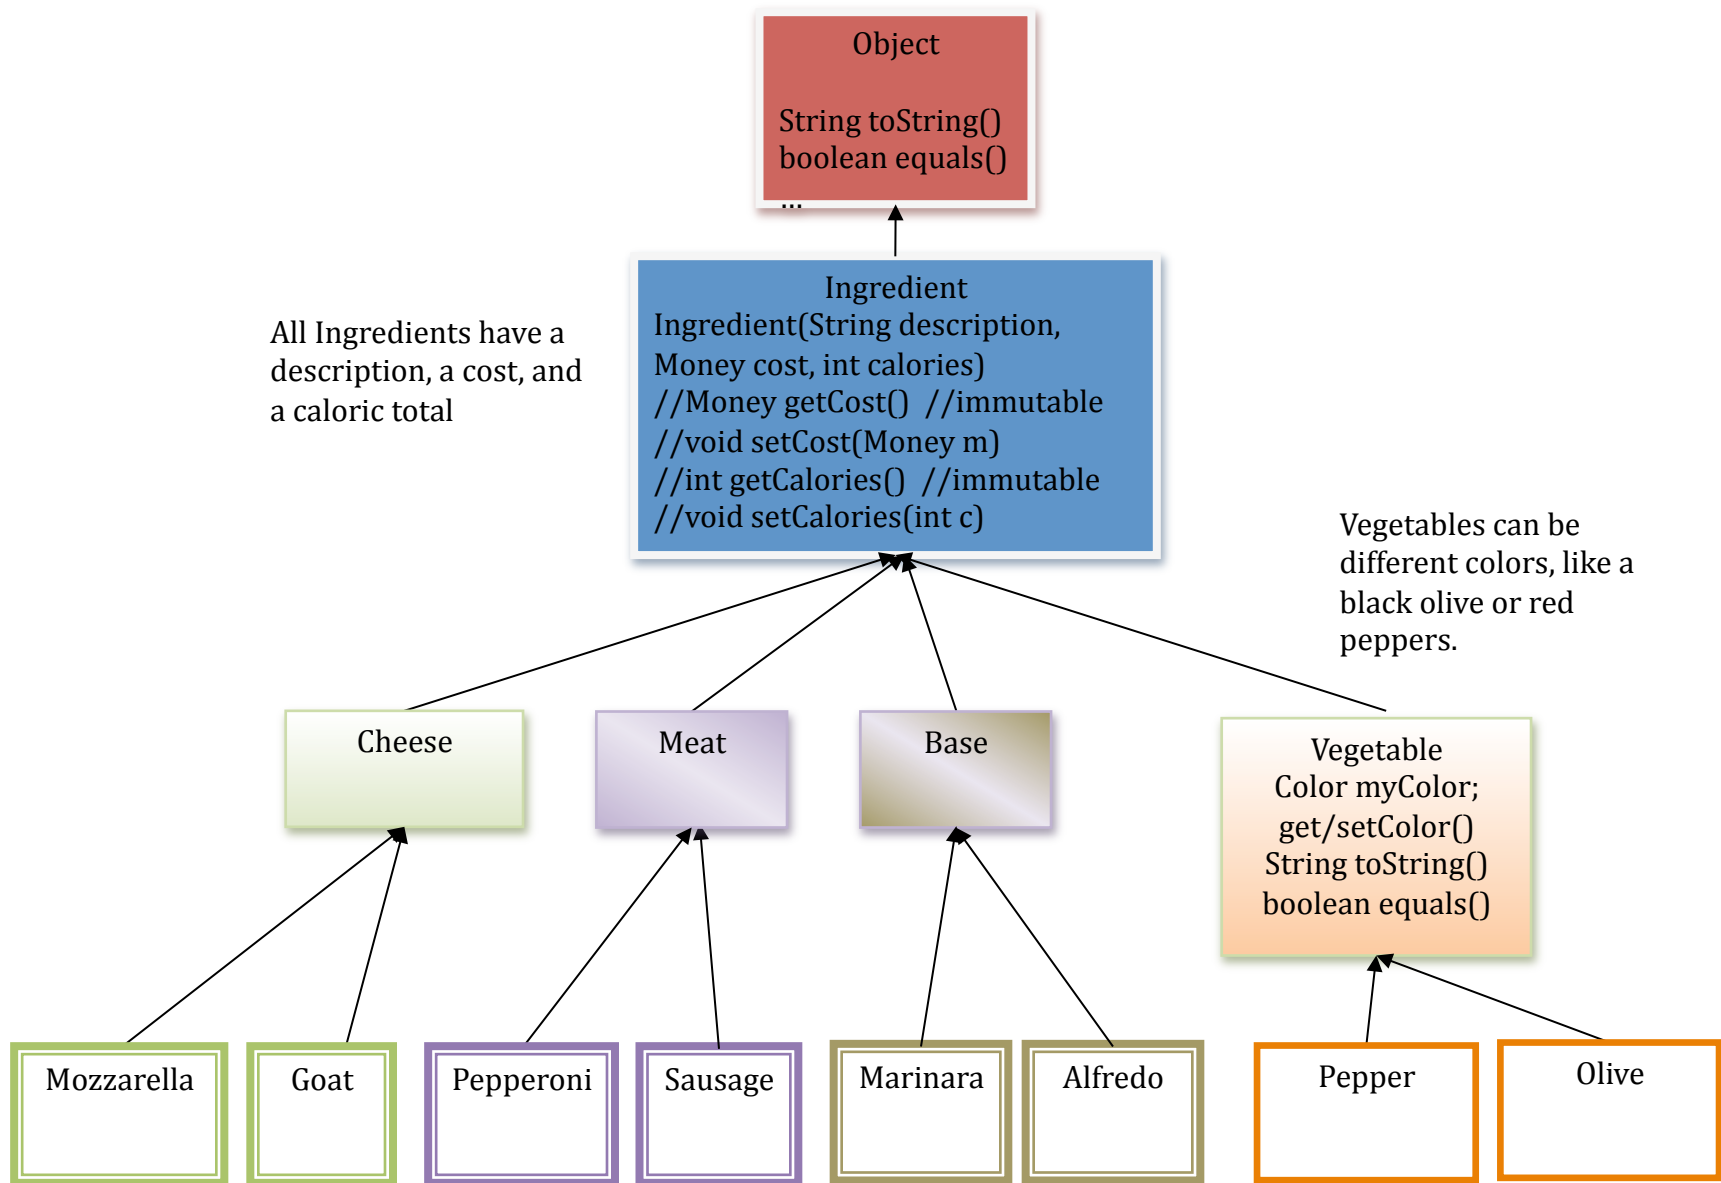 Object
String toString()
boolean equals()
...
Ingredient
Ingredient(String description,
Money cost, int calories)
//Money getCost()  //immutable
//void setCost(Money m)
//int getCalories()  //immutable
//void setCalories(int c)
All Ingredients have a
description, a cost, and
a caloric total
Vegetables can be
different colors, like a
black olive or red
peppers.
Cheese
Meat
Base
Vegetable
Color myColor;
get/setColor()
String toString()
boolean equals()
Mozzarella
Goat
Pepperoni
Sausage
Marinara
Alfredo
Pepper
Olive